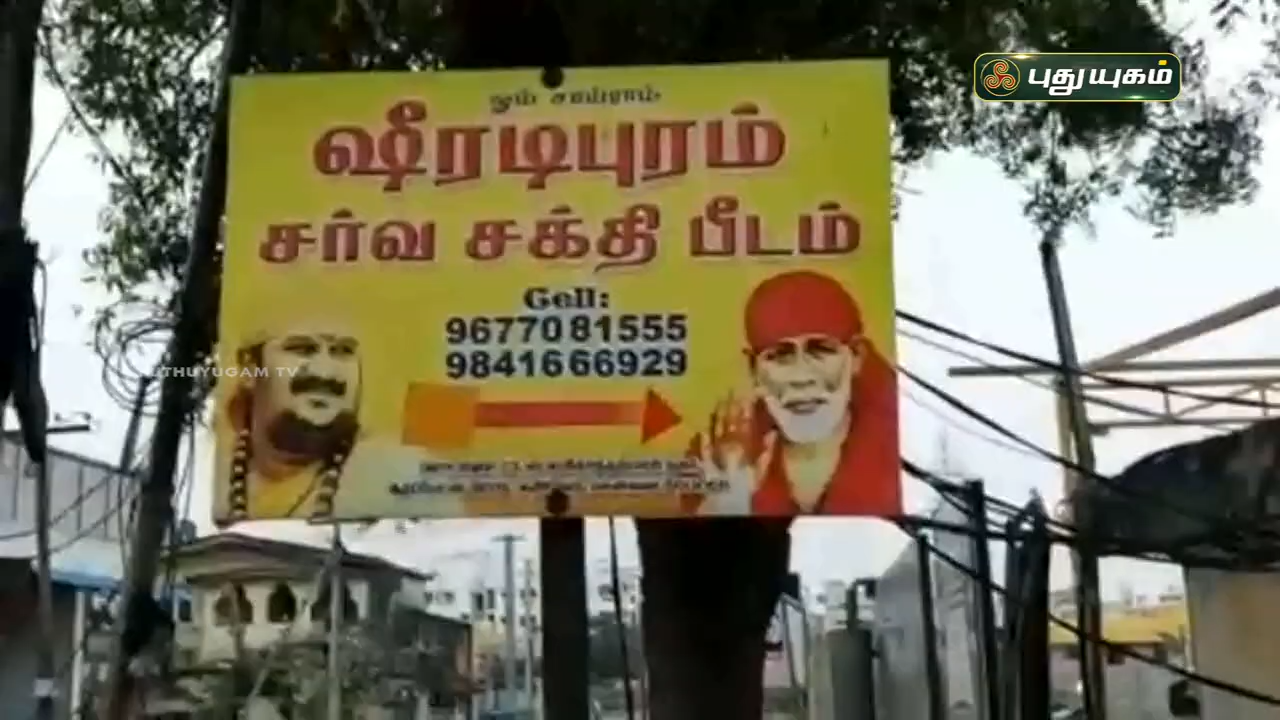 புதுயுகம்
ஓம் சாய்ராம்
ஷீரடிபுரம்
சர்வ சக்தி பீடம்
Cell:
9677081555
9841666929
UTHUYUGAM TV